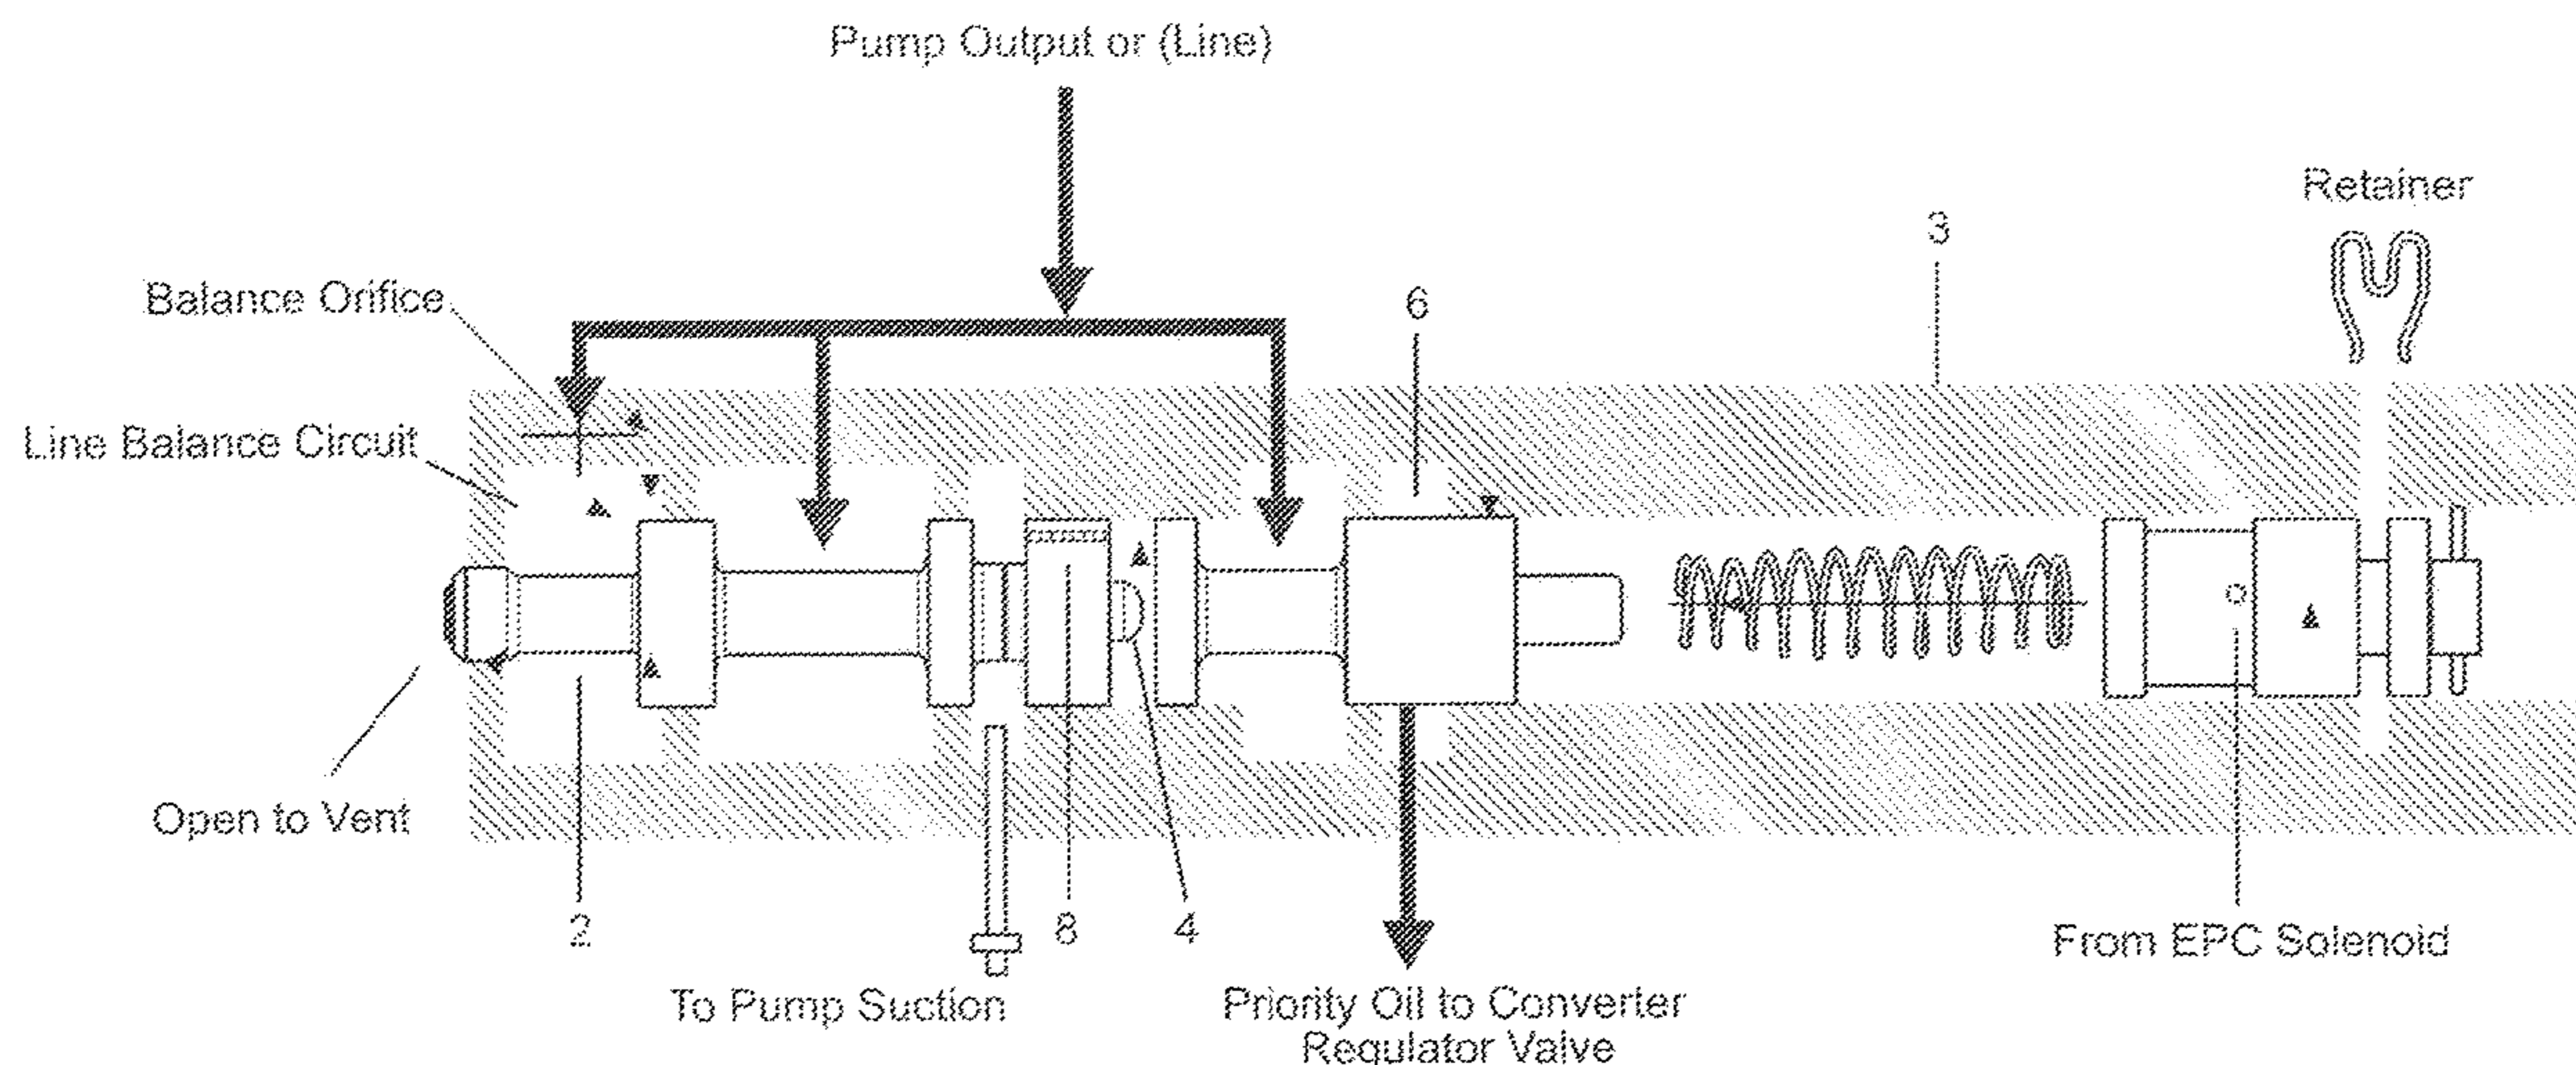 Pump Output or (Line)
Retainer
3
Balance Orifice
6
Line Balance Circuit
Open to Vent
2
8
4
From EPC Solenoid
To Pump Suction
Priority Oil to Converter
Regulator Valve